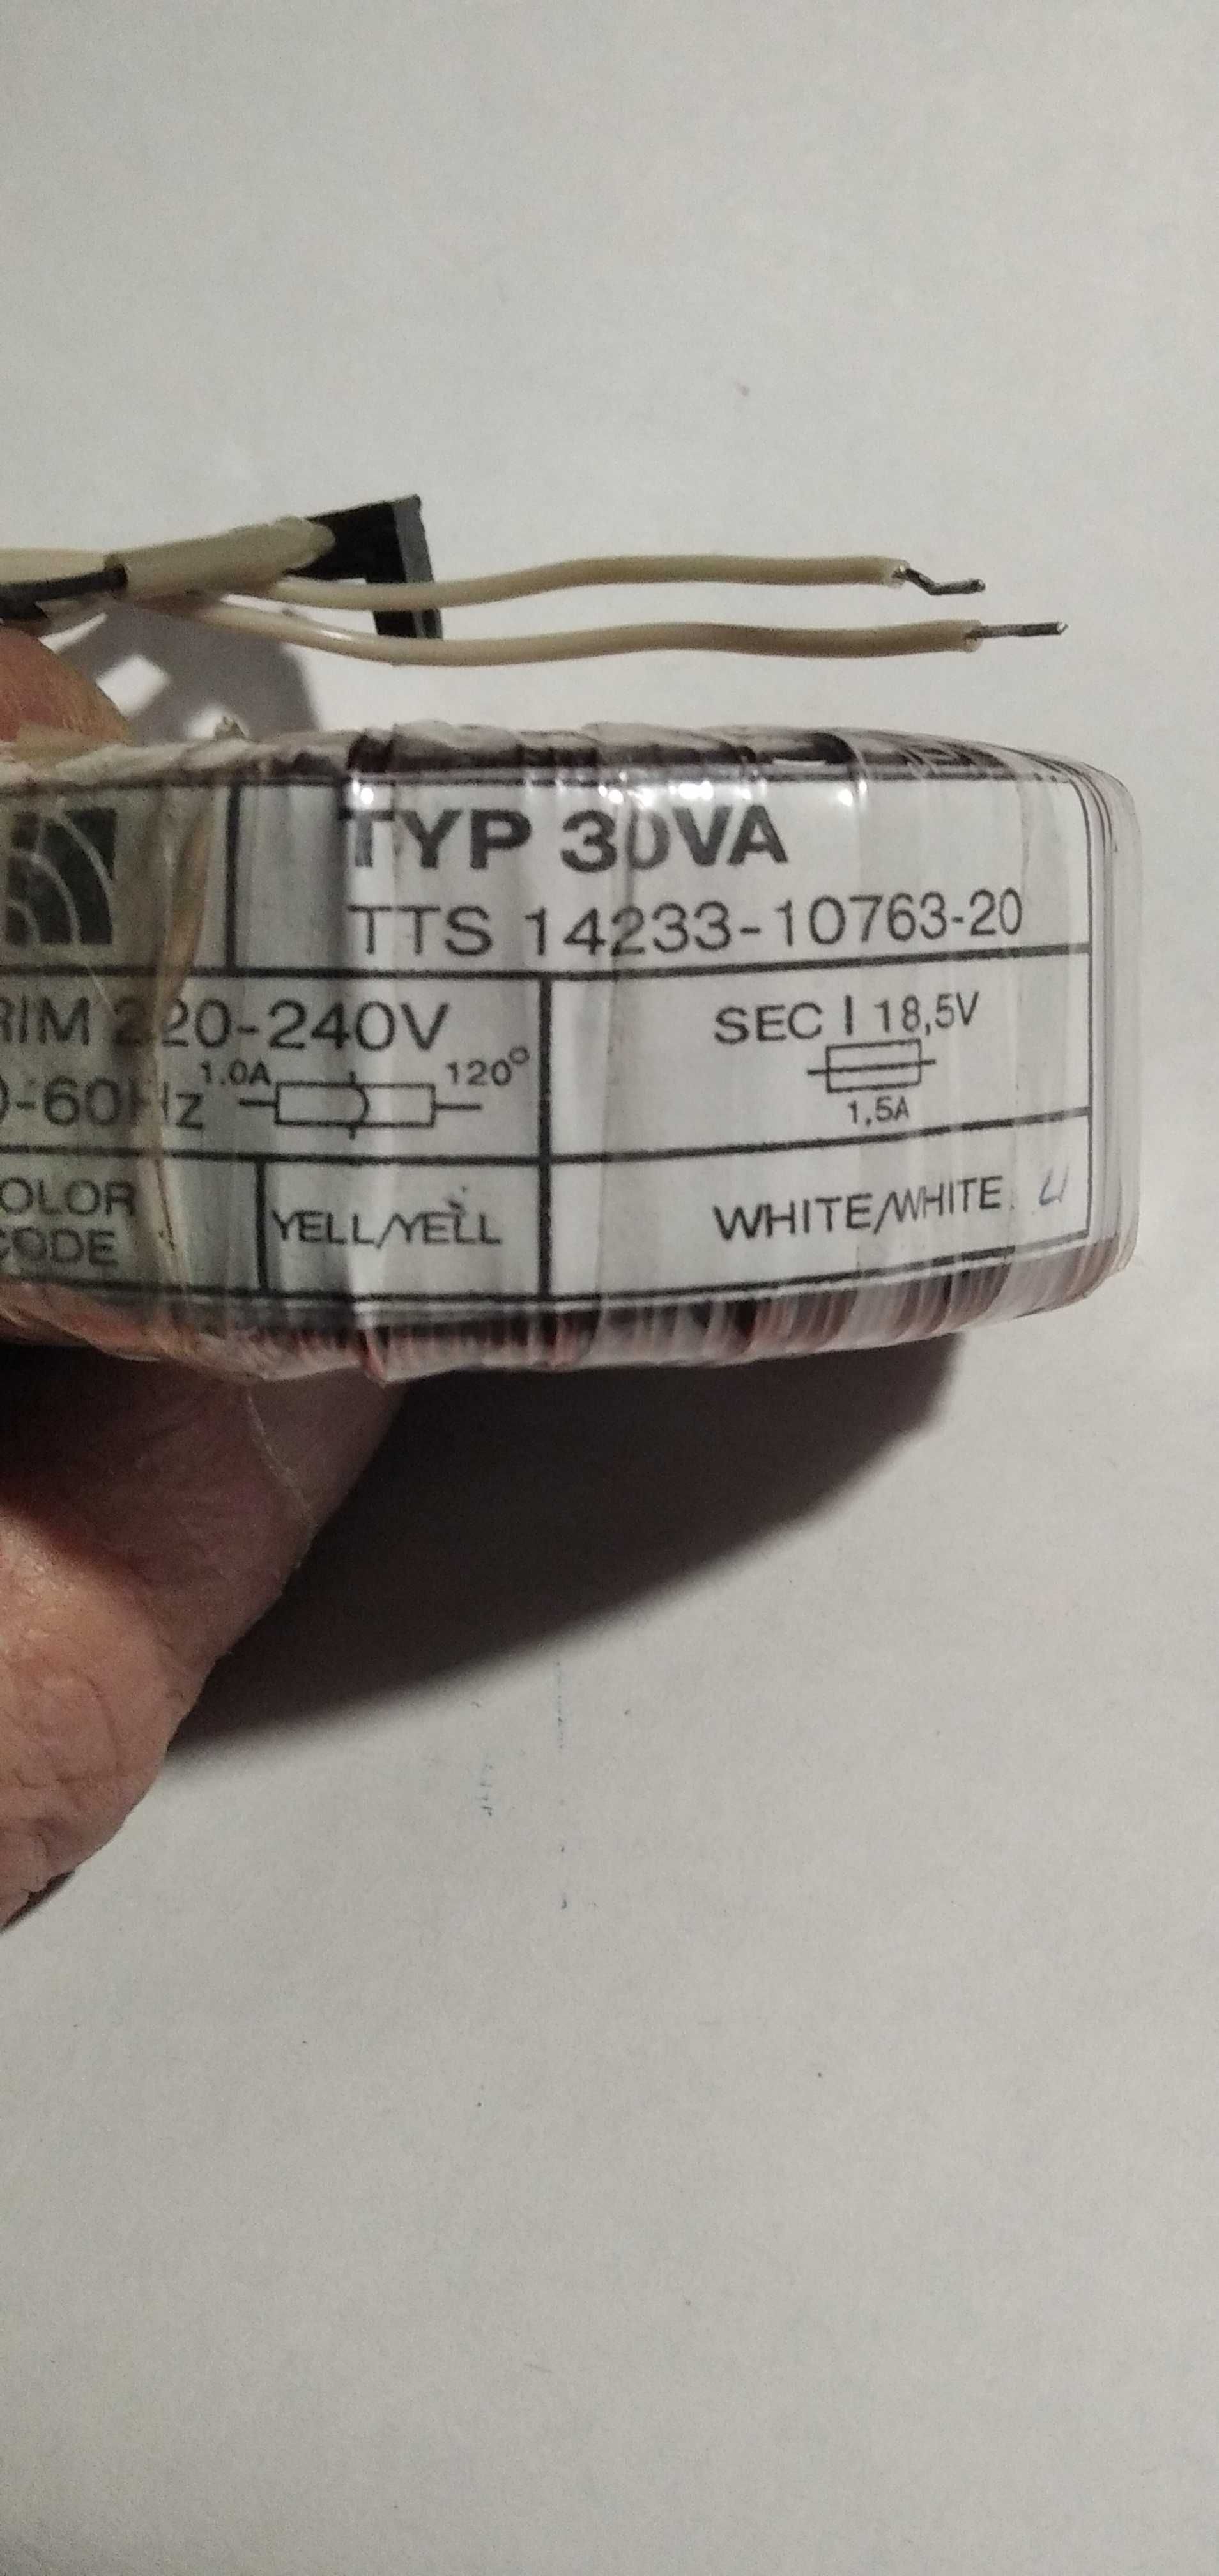 TYP 30VA
TTS 14233-10763-20
RIM 220-240V
SEC I 18,5V
-60Hz 1.0A 120°
1,5A
OLOR
CODE
YELL/YELL
WHITE/WHITE